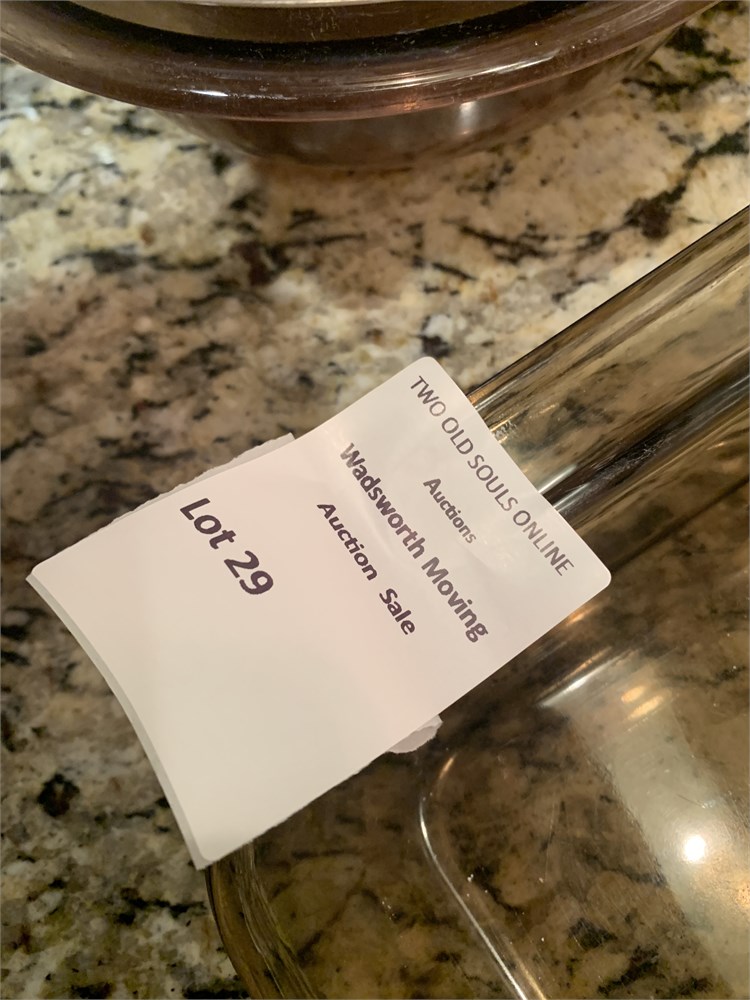 TWO OLD SOULS ONLINE
Auctions
Wadsworth Moving
Auction Sale
Lot 29